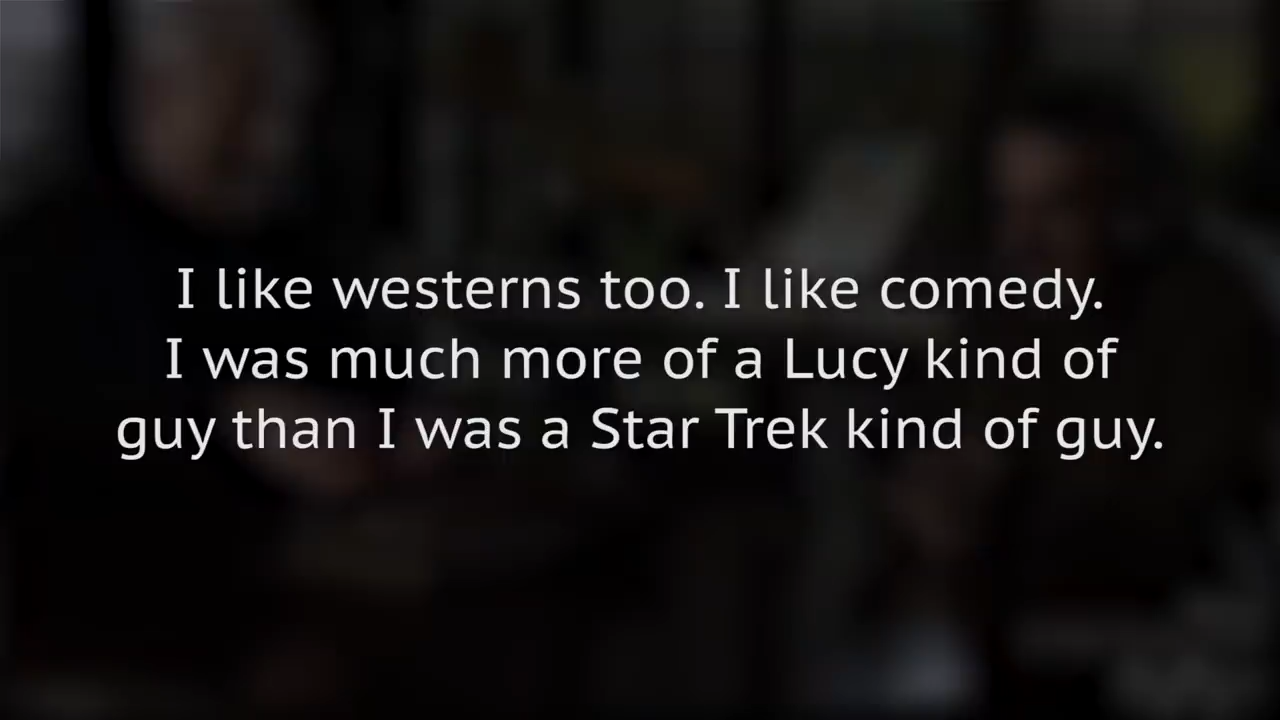 I like westerns too. I like comedy.
I was much more of a Lucy kind of
guy than I was a Star Trek kind of guy.